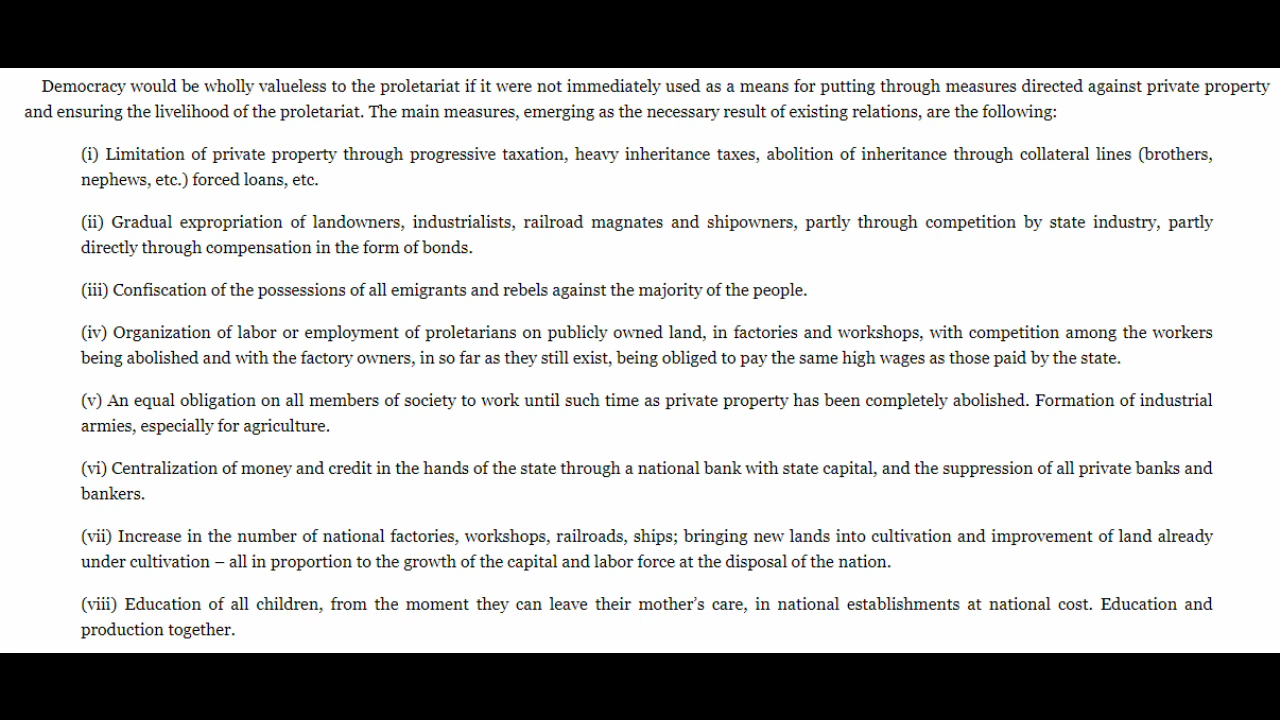 Democracy would be wholly valueless to the proletariat if it were not immediately used as a means for putting through measures directed against private property
and ensuring the livelihood of the proletariat. The main measures, emerging as the necessary result of existing relations, are the following:
(i) Limitation of private property through progressive taxation, heavy inheritance taxes, abolition of inheritance through collateral lines (brothers,
nephews, etc.) forced loans, etc.
(ii) Gradual expropriation of landowners, industrialists, railroad magnates and shipowners, partly through competition by state industry, partly
directly through compensation in the form of bonds.
(iii) Confiscation of the possessions of all emigrants and rebels against the majority of the people.
(iv) Organization of labor or employment of proletarians on publicly owned land, in factories and workshops, with competition among the workers
being abolished and with the factory owners, in so far as they still exist, being obliged to pay the same high wages as those paid by the state.
(v) An equal obligation on all members of society to work until such time as private property has been completely abolished. Formation of industrial
armies, especially for agriculture.
(vi) Centralization of money and credit in the hands of the state through a national bank with state capital, and the suppression of all private banks and
bankers.
(vii) Increase in the number of national factories, workshops, railroads, ships; bringing new lands into cultivation and improvement of land already
under cultivation – all in proportion to the growth of the capital and labor force at the disposal of the nation.
(viii) Education of all children, from the moment they can leave their mother’s care, in national establishments at national cost. Education and
production together.